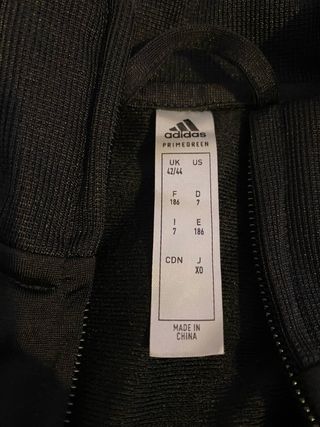 adidas
PRIMEGREEN
UK US
42/44
F D
186 7
I E
7 186
CDN J
XO
MADE IN
CHINA